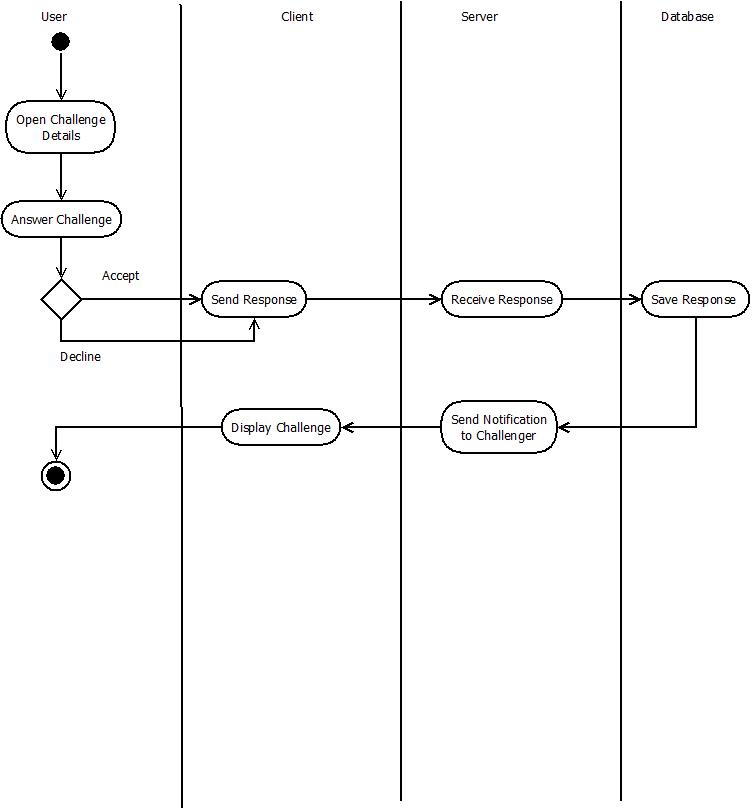 User
Client
Server
Database
Open Challenge
Details
Answer Challenge
Accept
Send Response
Receive Response
Save Response
Decline
Display Challenge
Send Notification
to Challenger